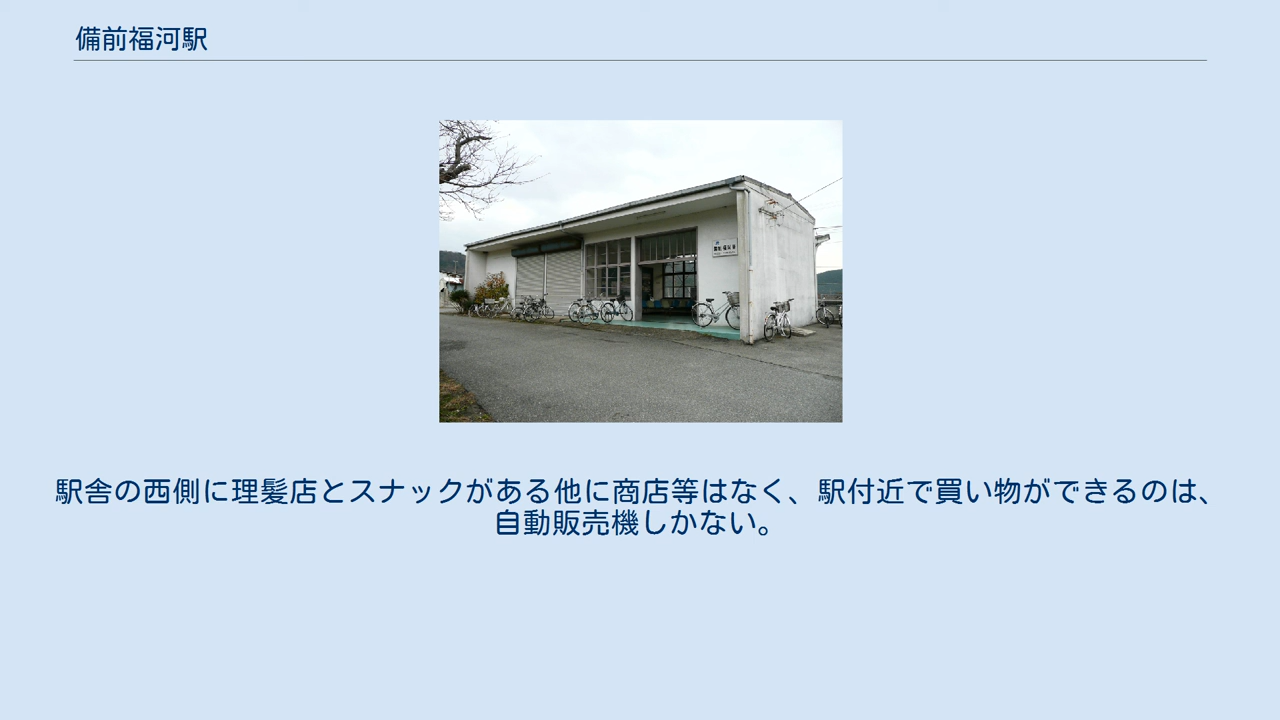 備前福河駅
駅舎の西側に理髪店とスナックがある他に商店等はなく、駅付近で買い物ができるのは、
自動販売機しかない。